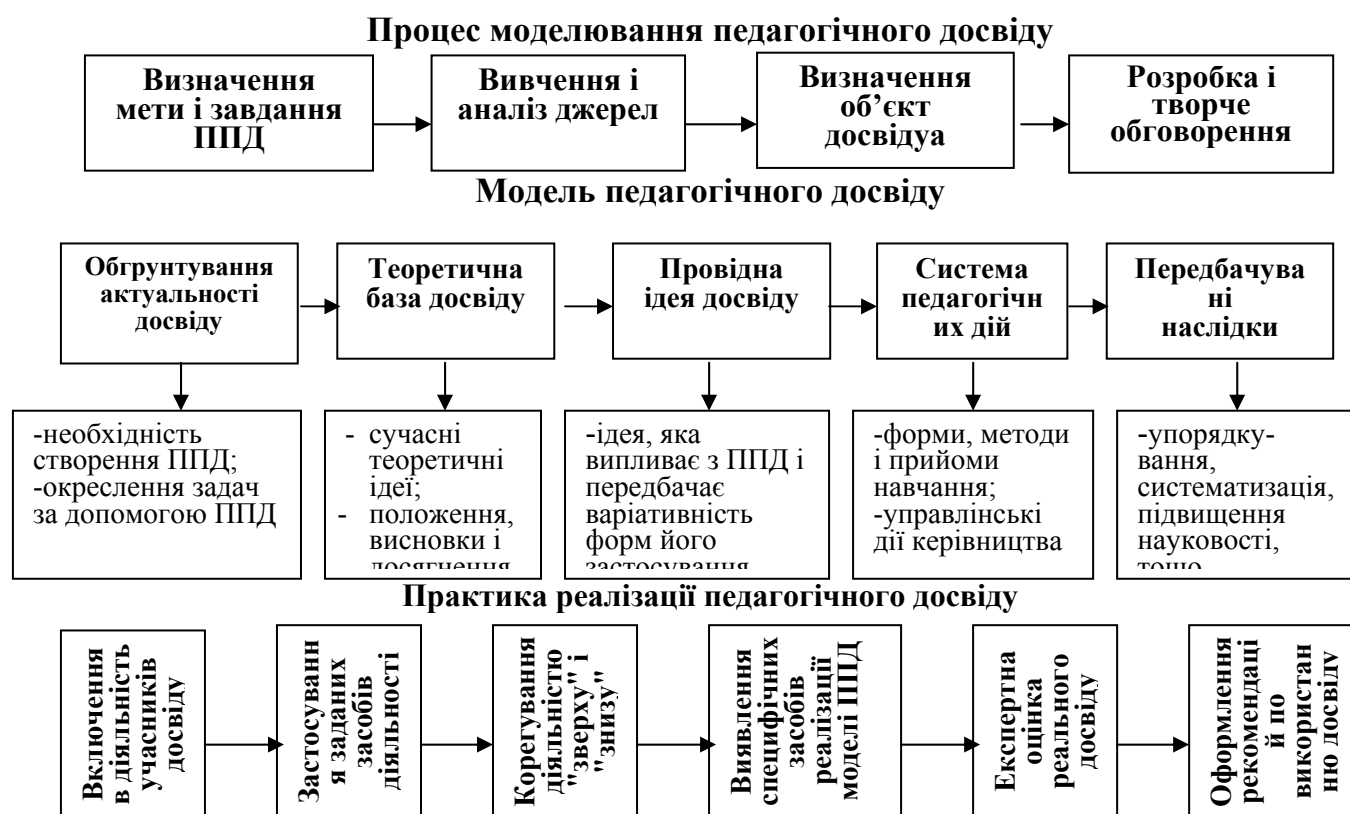 Процес моделювання педагогічного досвіду
Визначення
мети і завдання
ППД
Вивчення і
аналіз джерел
Визначення
об’єкт
досвідуа
Розробка і
творче
обговорення
Модель педагогічного досвіду
Обгрунтування
актуальності
досвіду
Теоретична
база досвіду
Провідна
ідея досвіду
Система
педагогічн
их дій
Передбачува
ні
наслідки
-необхідність
створення ППД;
-окреслення задач
за допомогою ППД
- сучасні
теоретичні
ідеї;
- положення,
висновки і
досягнення
-ідея, яка
випливає з ППД і
передбачає
варіативність
форм його
застосування
-форми, методи
і прийоми
навчання;
-управлінські
дії керівництва
-упорядку-
вання,
систематизація,
підвищення
науковості,
тощо
Практика реалізації педагогічного досвіду
Включення
в діяльність
учасників
досвіду
Застосуванн
я заданих
засобів
діяльності
Корегування
діяльністю
"зверху" і
"знизу"
Виявлення
специфічних
засобів
реалізації
моделі ППД
Експертна
оцінка
реального
досвіду
Оформлення
рекомендаці
й по
використан
ню досвіду